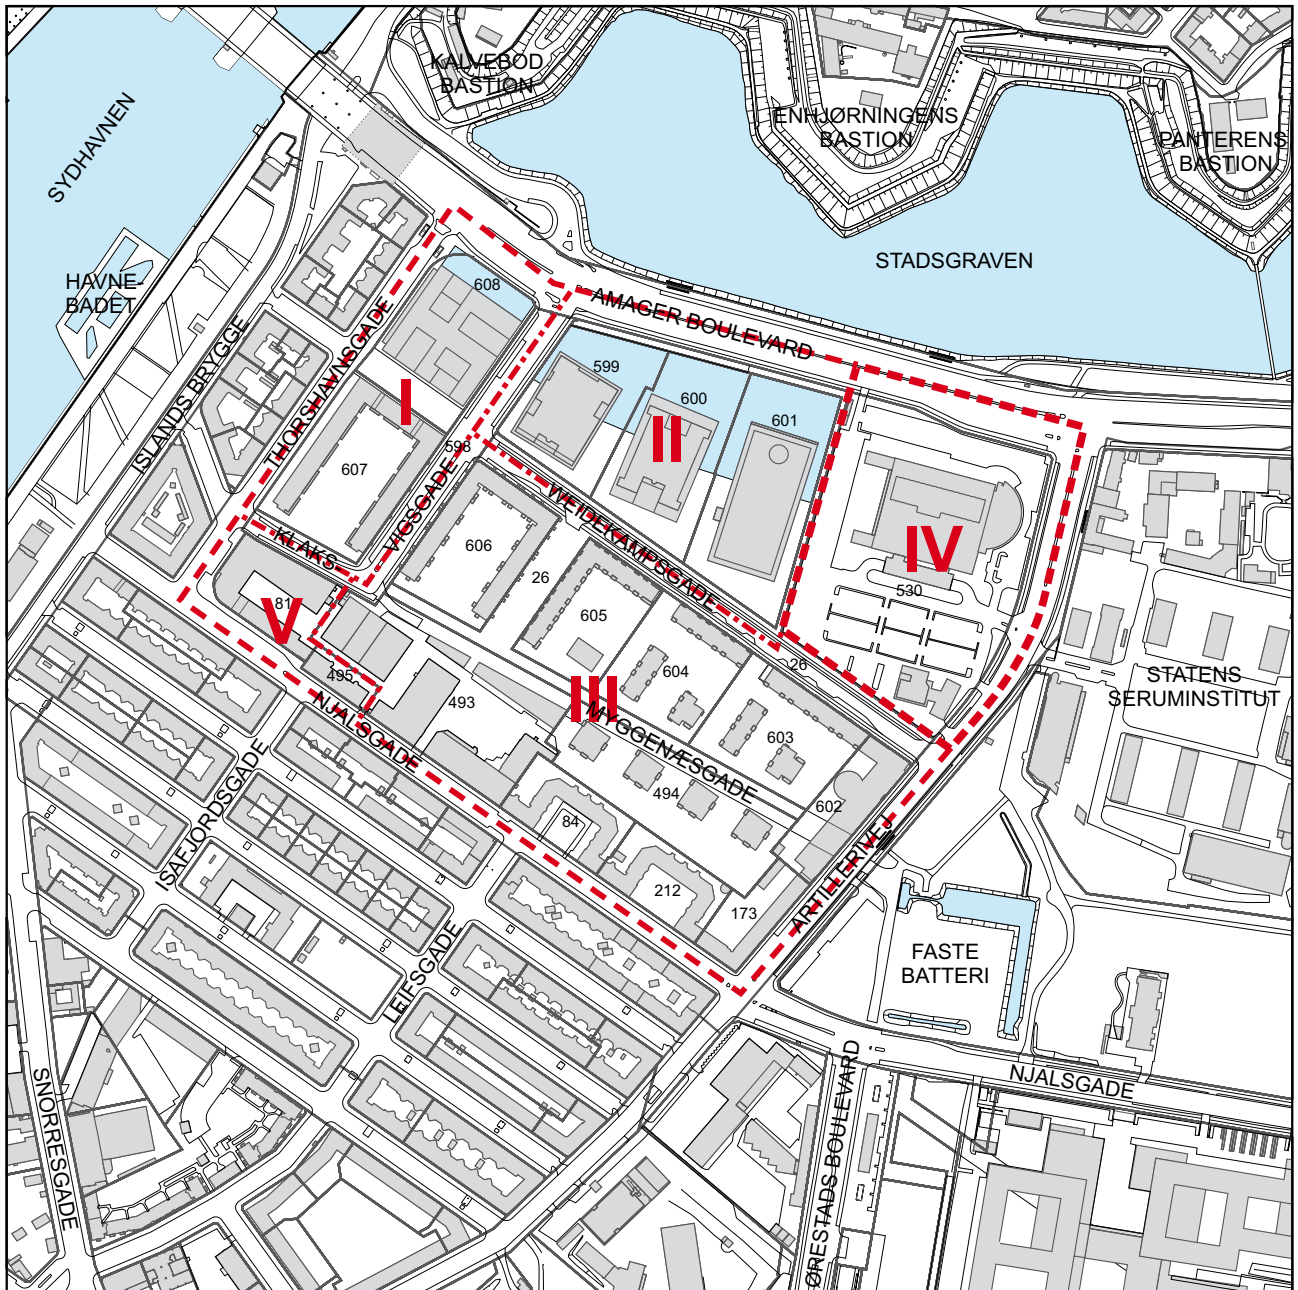 KALVEBOD
BASTION
ENHJØRNINGENS
BASTION
PANTERENS
BASTION
SYDHAVNEN
STADSGRAVEN
HAVNE-
BADET
608
AMAGER BOULEVARD
ISLANDS BRYGGE
THORSHAVNSGADE
599
600
601
I
II
598
607
VIGSGADE
WEIDEKAMPSGADE
IV
KLAKS
606
26
530
81
V
605
604
26
STATENS
SERUMINSTITUT
495
493
III
NJALSGADE
MYGGENÆSGADE
603
494
602
ISAFJORDSGADE
84
212
173
ARTILLERIVEJ
LEIFSGADE
FASTE
BATTERI
SNORRESGADE
ØRESTADS BOULEVARD
NJALSGADE